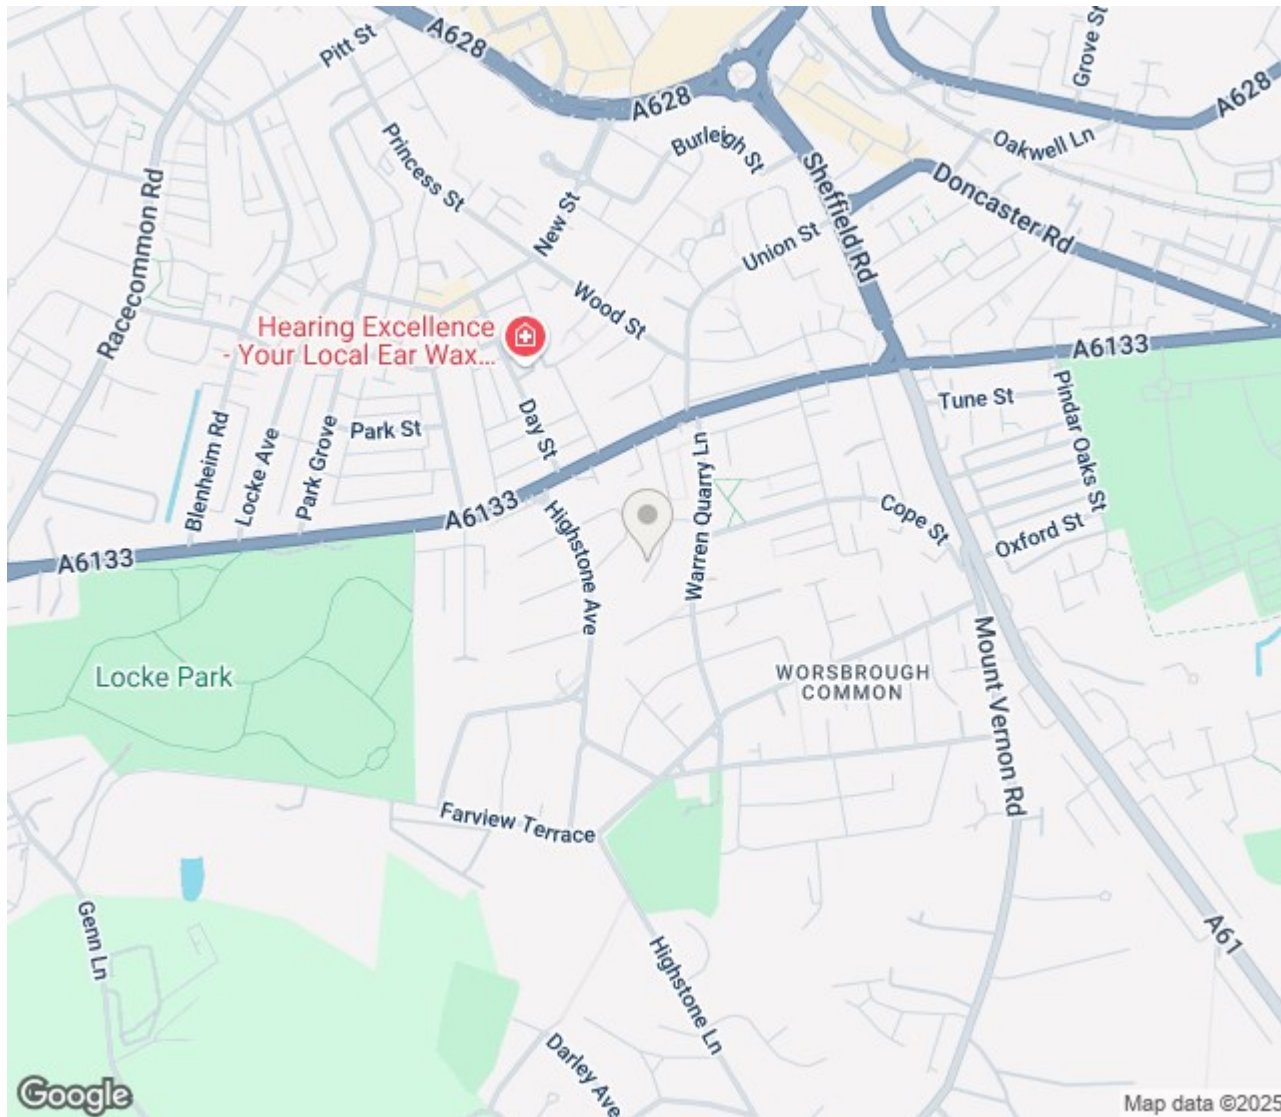 A628
Pitt St
Grove St
A628
A628
Burleigh St
Oakwell Ln
Princess St
Sheffield Rd
Doncaster Rd
Racecommon Rd
New St
Union St
Wood St
Hearing Excellence
- Your Local Ear Wax...
A6133
Tune St
Pindar Oaks St
Park St
Day St
Blenheim Rd
Locke Ave
Park Grove
Warren Quarry Ln
A6133
Cope St
Oxford St
A6133
Highstone Ave
Locke Park
WORSBROUGH
COMMON
Mount Vernon Rd
Farview Terrace
Genn Ln
A61
Highstone Ln
Darley Ave
Google
Map data ©2025